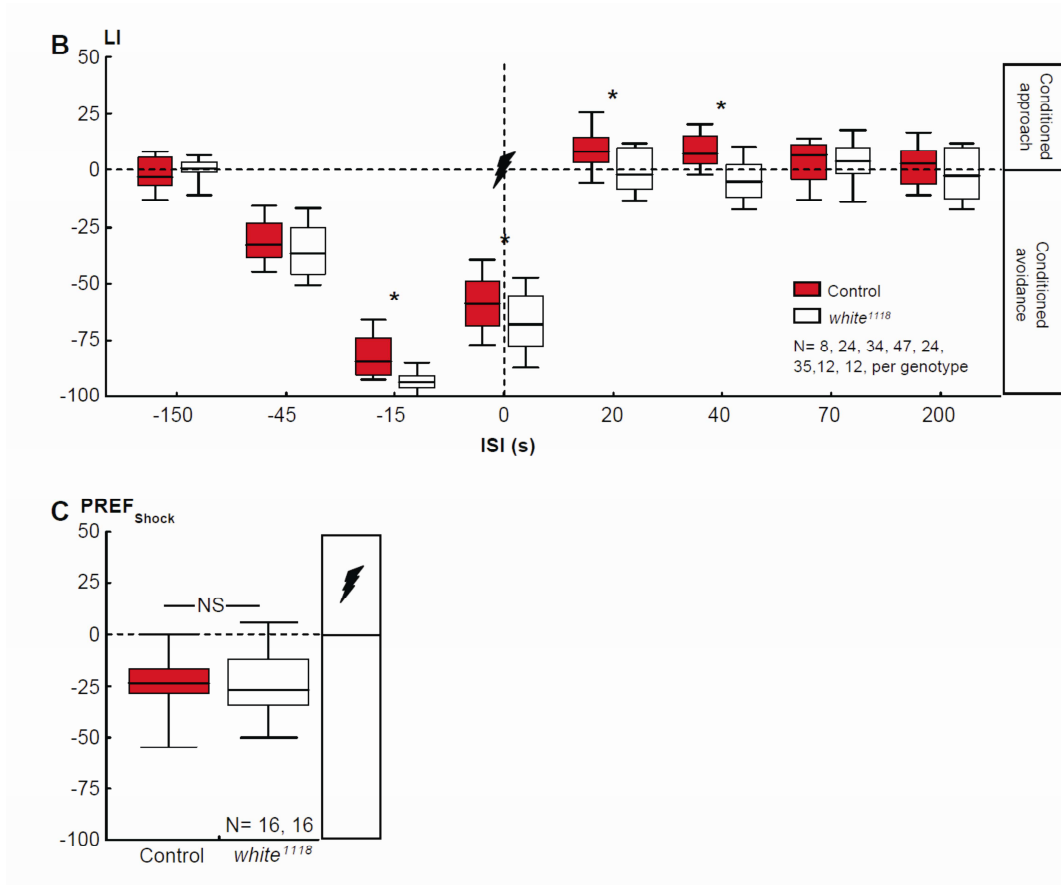 B LI
50
25
0
-25
-50
-75
-100
* * * *
-150 -45 -15 0 20 40 70 200
ISI (s)
Control
white1118
N= 8, 24, 34, 47, 24,
35,12, 12, per genotype
Conditioned
approach
Conditioned
avoidance
C PREFShock
50
25
0
-25
-50
-75
-100
NS
N= 16, 16
Control white1118